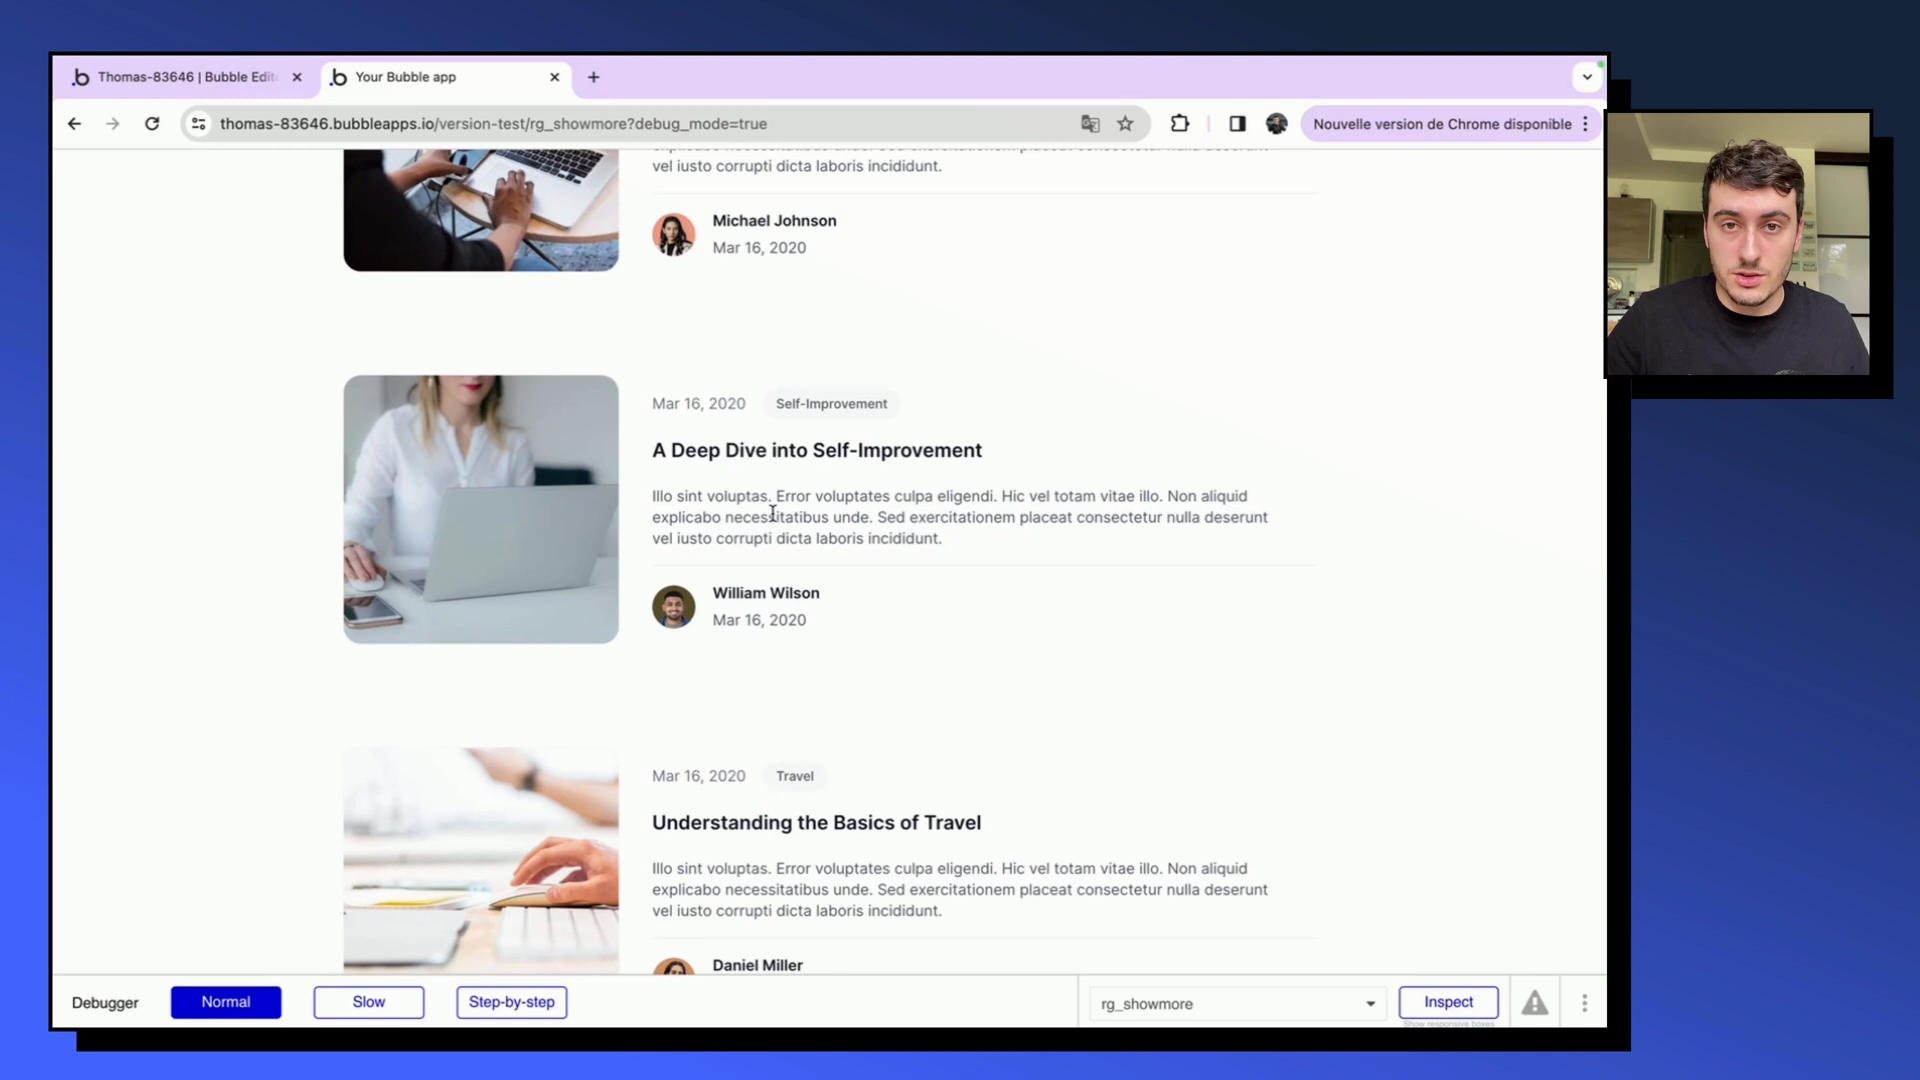 Thomas-83646 | Bubble Edit
Your Bubble app
thomas-83646.bubbleapps.io/version-test/rg_showmore?debug_mode=true
Nouvelle version de Chrome disponible
vel iusto corrupti dicta laboris incididunt.
Michael Johnson
Mar 16, 2020
Mar 16, 2020 Self-Improvement
A Deep Dive into Self-Improvement
Illo sint voluptas. Error voluptates culpa eligendi. Hic vel totam vitae illo. Non aliquid
explicabo necessitatibus unde. Sed exercitationem placeat consectetur nulla deserunt
vel iusto corrupti dicta laboris incididunt.
William Wilson
Mar 16, 2020
Mar 16, 2020 Travel
Understanding the Basics of Travel
Illo sint voluptas. Error voluptates culpa eligendi. Hic vel totam vitae illo. Non aliquid
explicabo necessitatibus unde. Sed exercitationem placeat consectetur nulla deserunt
vel iusto corrupti dicta laboris incididunt.
Daniel Miller
Debugger Normal Slow Step-by-step rg_showmore Inspect
Show responsive boxes